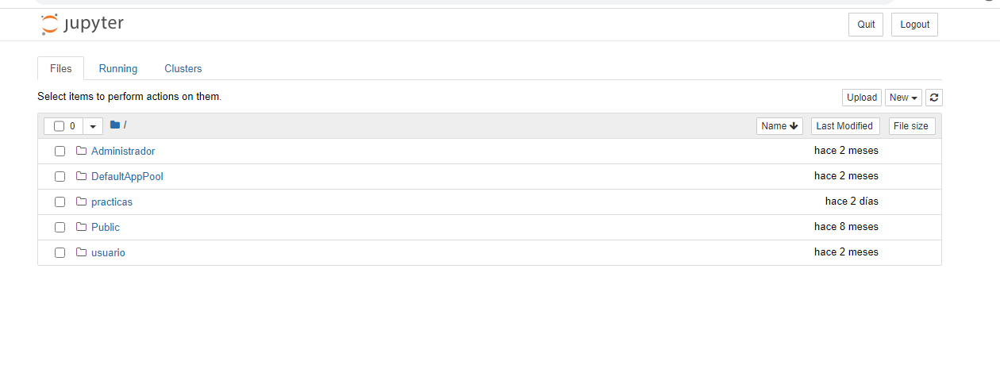 jupyter
Quit Logout
Files Running Clusters
Select items to perform actions on them.
Upload New
0 / Name Last Modified File size
Administrador hace 2 meses
DefaultAppPool hace 2 meses
practicas hace 2 días
Public hace 8 meses
usuario hace 2 meses